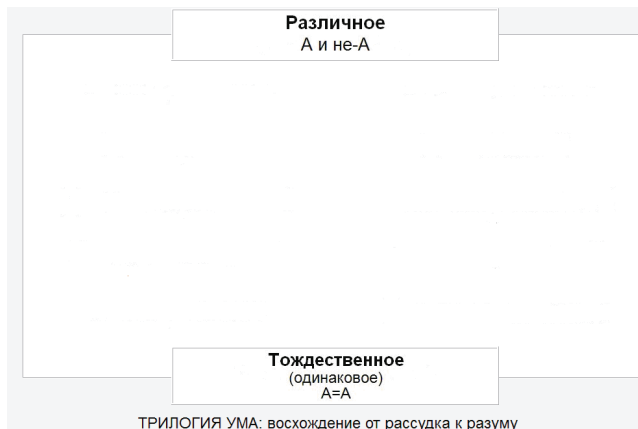 Различное
А и не-А
Тождественное
(одинаковое)
А=А
ТРИЛОГИЯ УМА: восхождение от рассудка к разуму